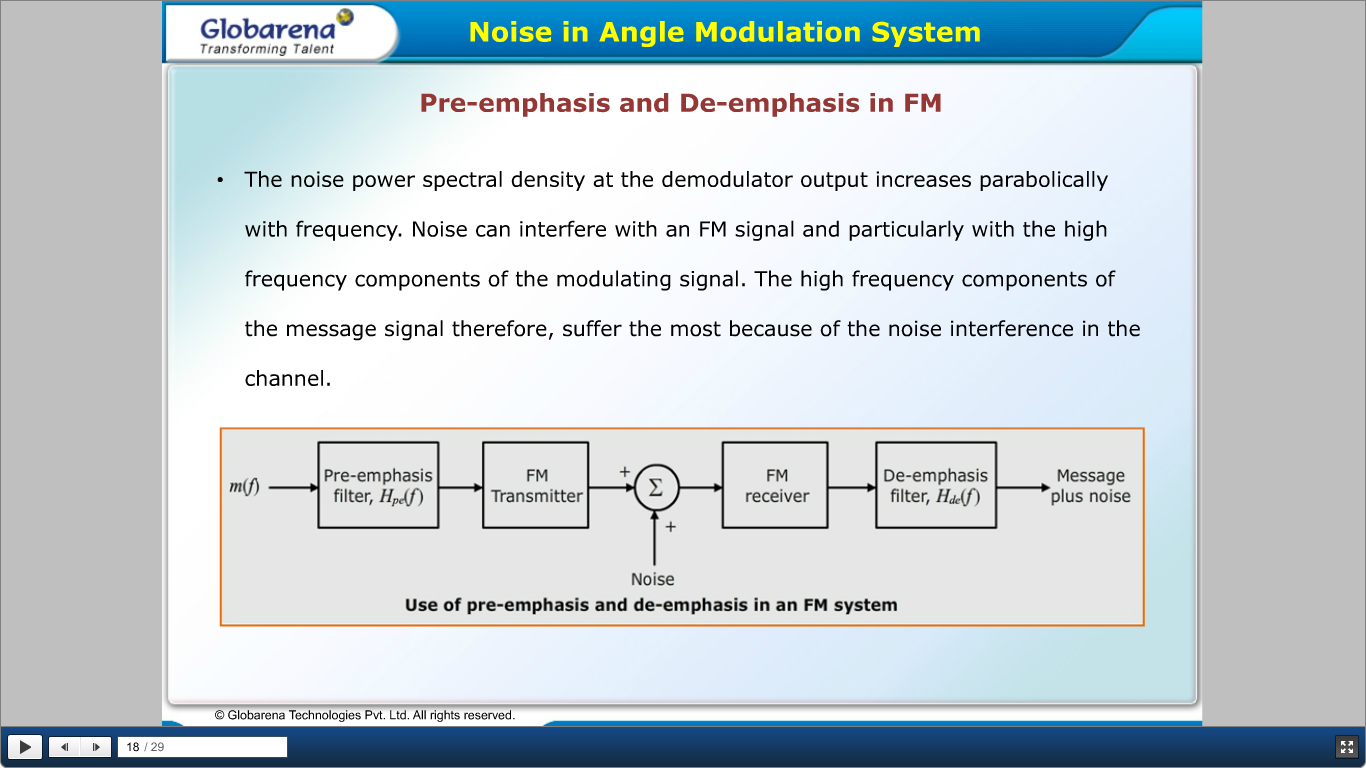 Globarena
Transforming Talent
Noise in Angle Modulation System
Pre-emphasis and De-emphasis in FM
• The noise power spectral density at the demodulator output increases parabolically
with frequency. Noise can interfere with an FM signal and particularly with the high
frequency components of the modulating signal. The high frequency components of
the message signal therefore, suffer the most because of the noise interference in the
channel.
m(f)
Pre-emphasis
filter, Hpe(f)
FM
Transmitter
+
Σ
+
Noise
FM
receiver
De-emphasis
filter, Hde(f)
Message
plus noise
Use of pre-emphasis and de-emphasis in an FM system
© Globarena Technologies Pvt. Ltd. All rights reserved.
18 / 29